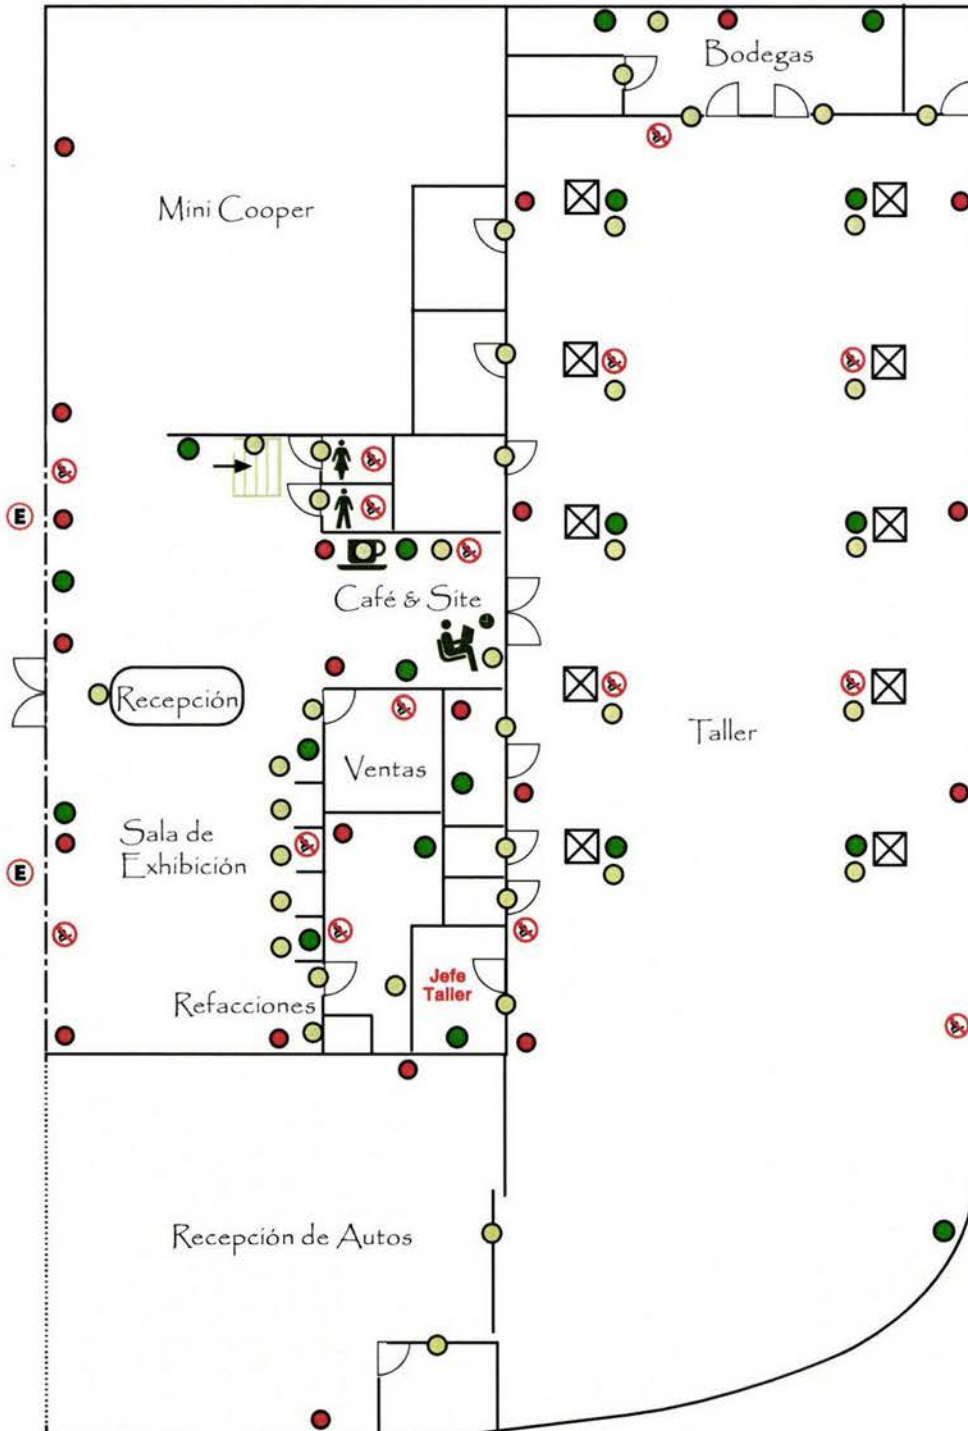 Bodegas
Mini Cooper
Café & Site
E
Recepción
Taller
Ventas
Sala de
Exhibición
E
Jefe
Taller
Refacciones
Recepción de Autos